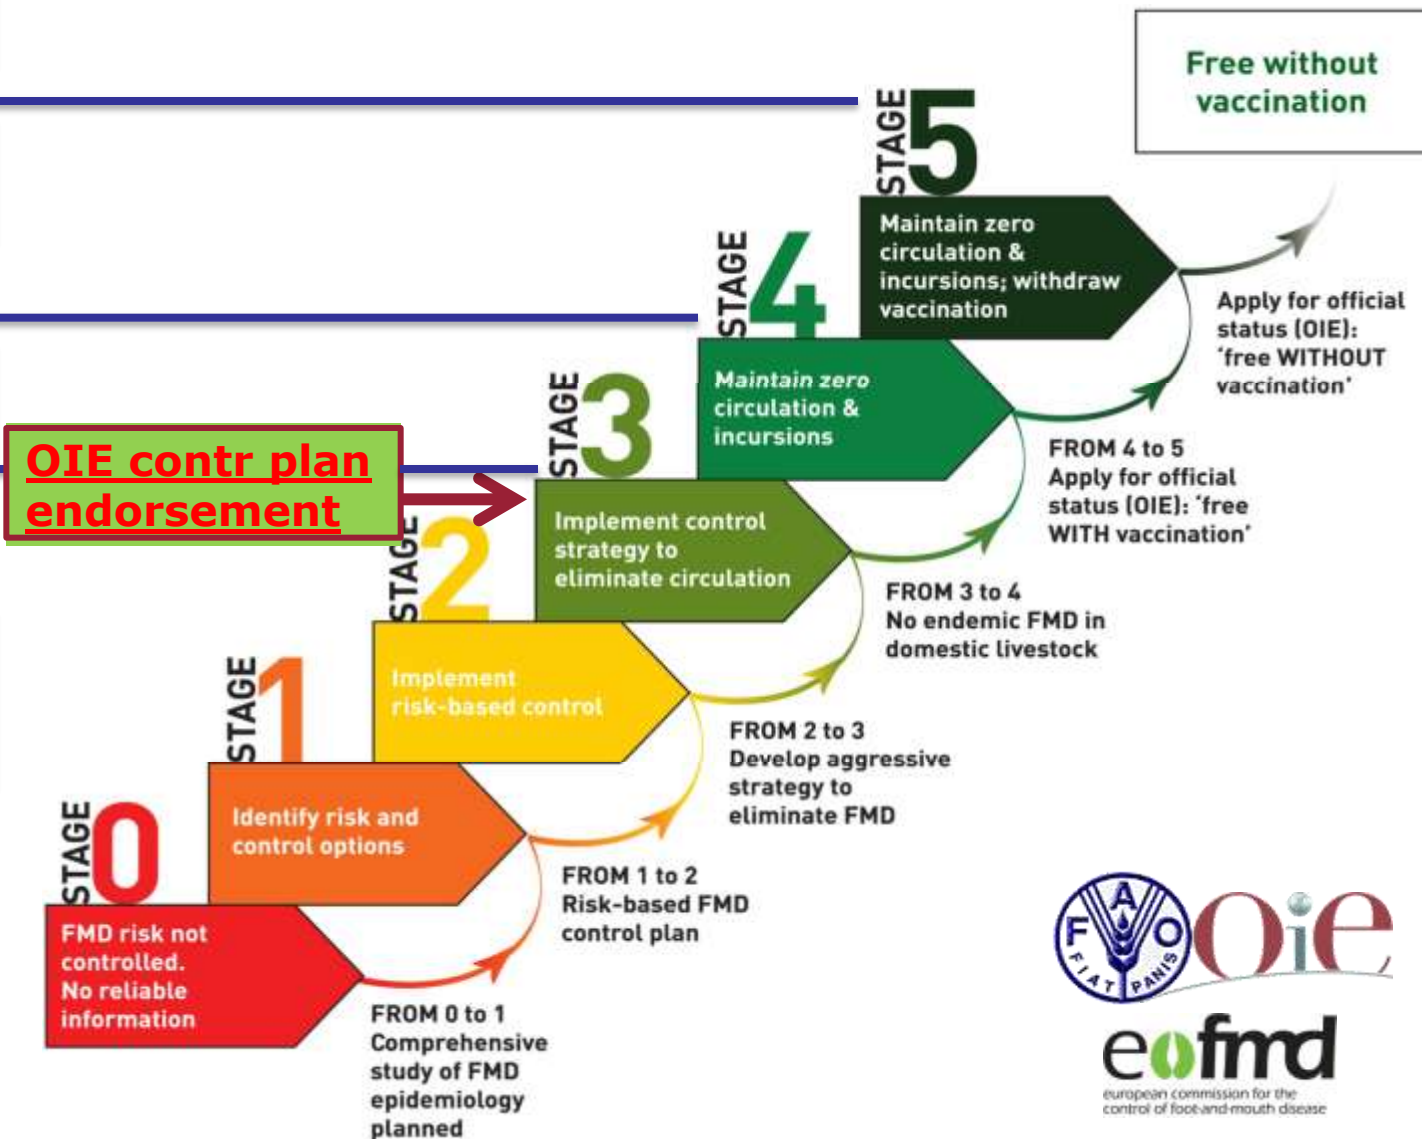 Free without
vaccination
STAGE 5
Maintain zero
circulation &
incursions; withdraw
vaccination
Apply for official
status (OIE):
‘free WITHOUT
vaccination’
STAGE 4
Maintain zero
circulation &
incursions
FROM 4 to 5
Apply for official
status (OIE): ‘free
WITH vaccination’
STAGE 3
OIE contr plan
endorsement
Implement control
strategy to
eliminate circulation
FROM 3 to 4
No endemic FMD in
domestic livestock
STAGE 2
Implement
risk-based control
FROM 2 to 3
Develop aggressive
strategy to
eliminate FMD
STAGE 1
Identify risk and
control options
FROM 1 to 2
Risk-based FMD
control plan
STAGE 0
FMD risk not
controlled.
No reliable
information
FROM 0 to 1
Comprehensive
study of FMD
epidemiology
planned
FAO
FIAT PANIS
Oie
eofmd
european commission for the
control of foot-and-mouth disease